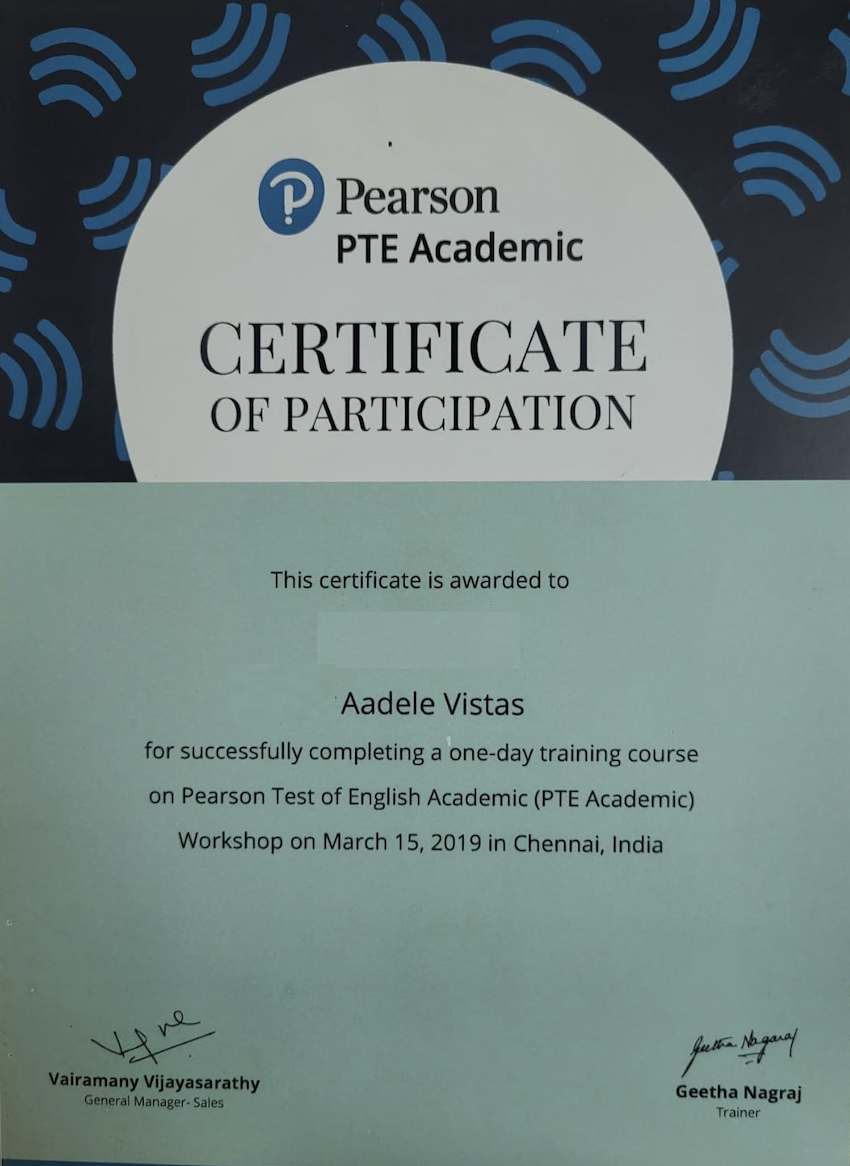 Pearson
PTE Academic
CERTIFICATE
OF PARTICIPATION
This certificate is awarded to
Aadele Vistas
for successfully completing a one-day training course
on Pearson Test of English Academic (PTE Academic)
Workshop on March 15, 2019 in Chennai, India
Geetha Nagaraj
Vairamany Vijayasarathy
General Manager- Sales
Geetha Nagraj
Trainer